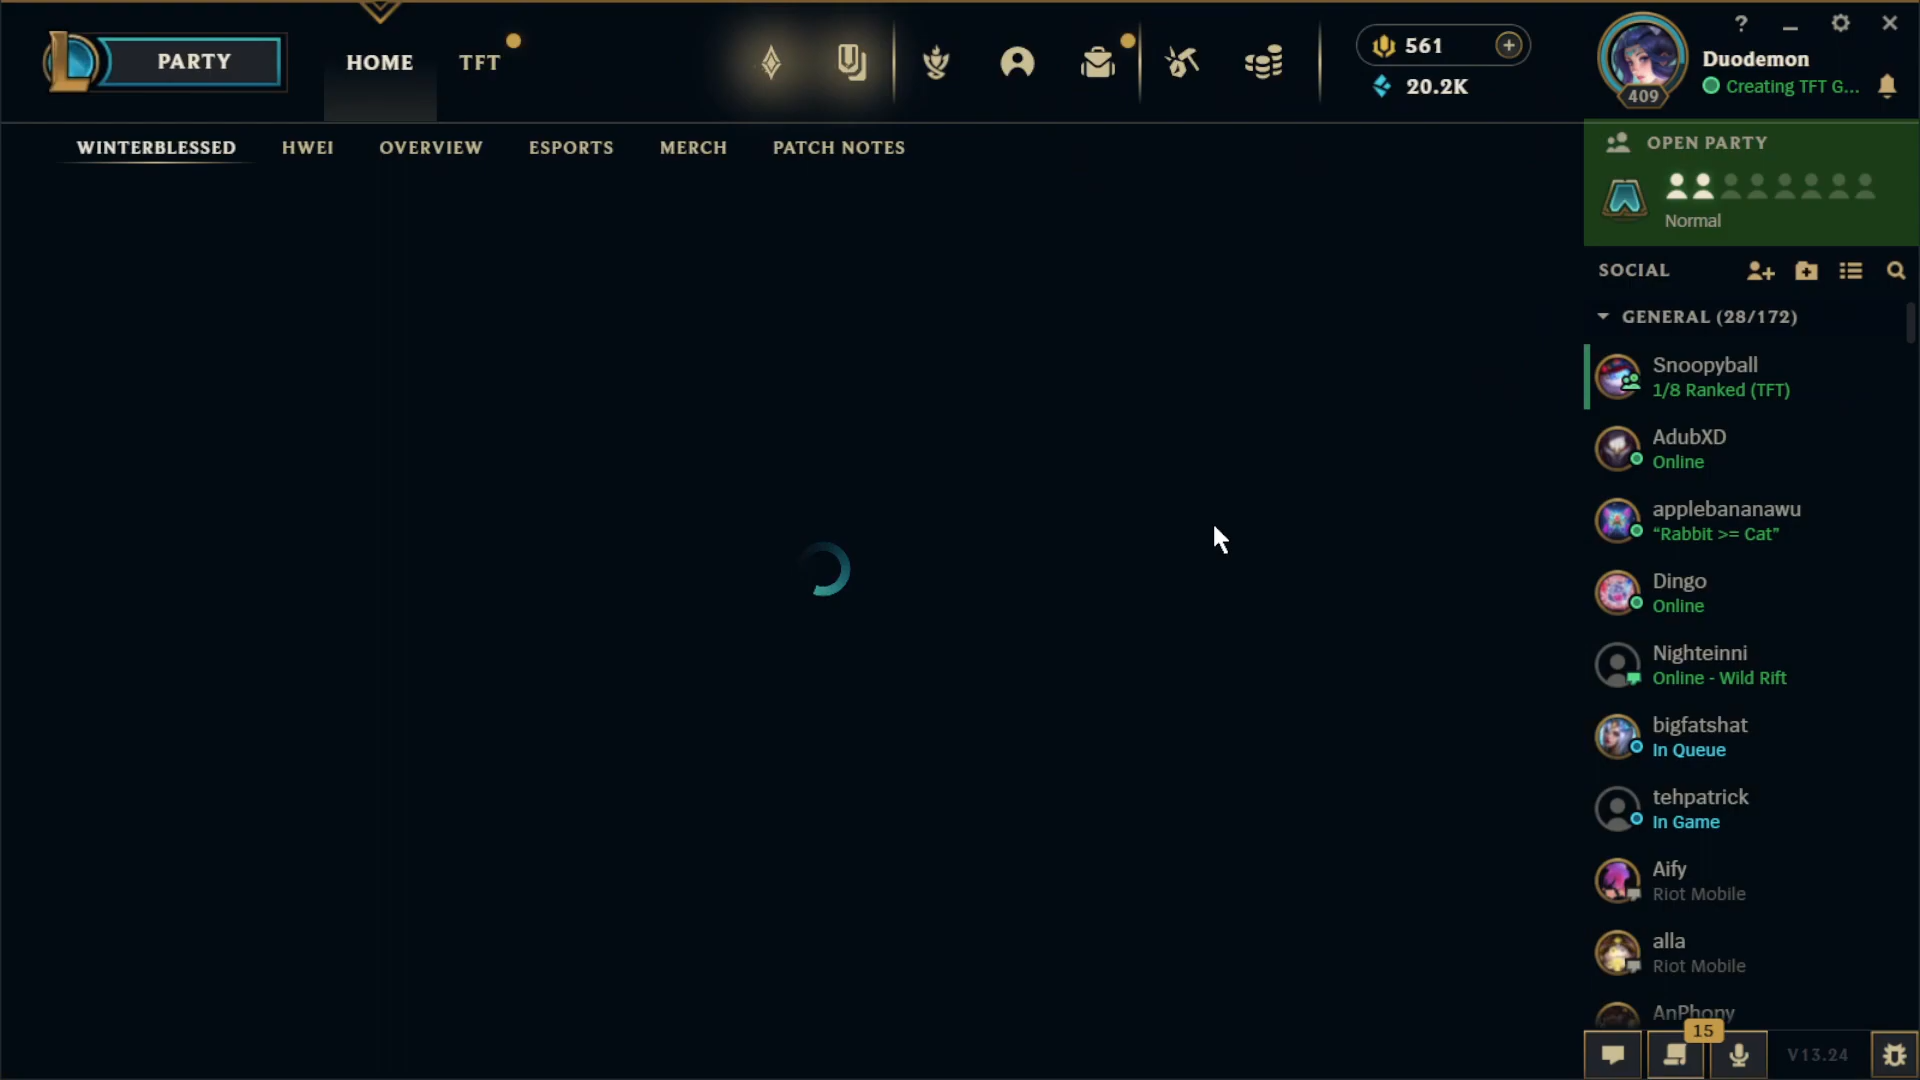 PARTY
HOME
TFT
561
20.2K
409
Duodemon
Creating TFT G...
WINTERBLESSED
HWEI
OVERVIEW
ESPORTS
MERCH
PATCH NOTES
OPEN PARTY
Normal
SOCIAL
GENERAL (28/172)
Snoopyball
1/8 Ranked (TFT)
AdubXD
Online
applebananawu
“Rabbit >= Cat”
Dingo
Online
Nighteinni
Online - Wild Rift
bigfatshat
In Queue
tehpatrick
In Game
Aify
Riot Mobile
alla
Riot Mobile
AnPhony
15
V13.24